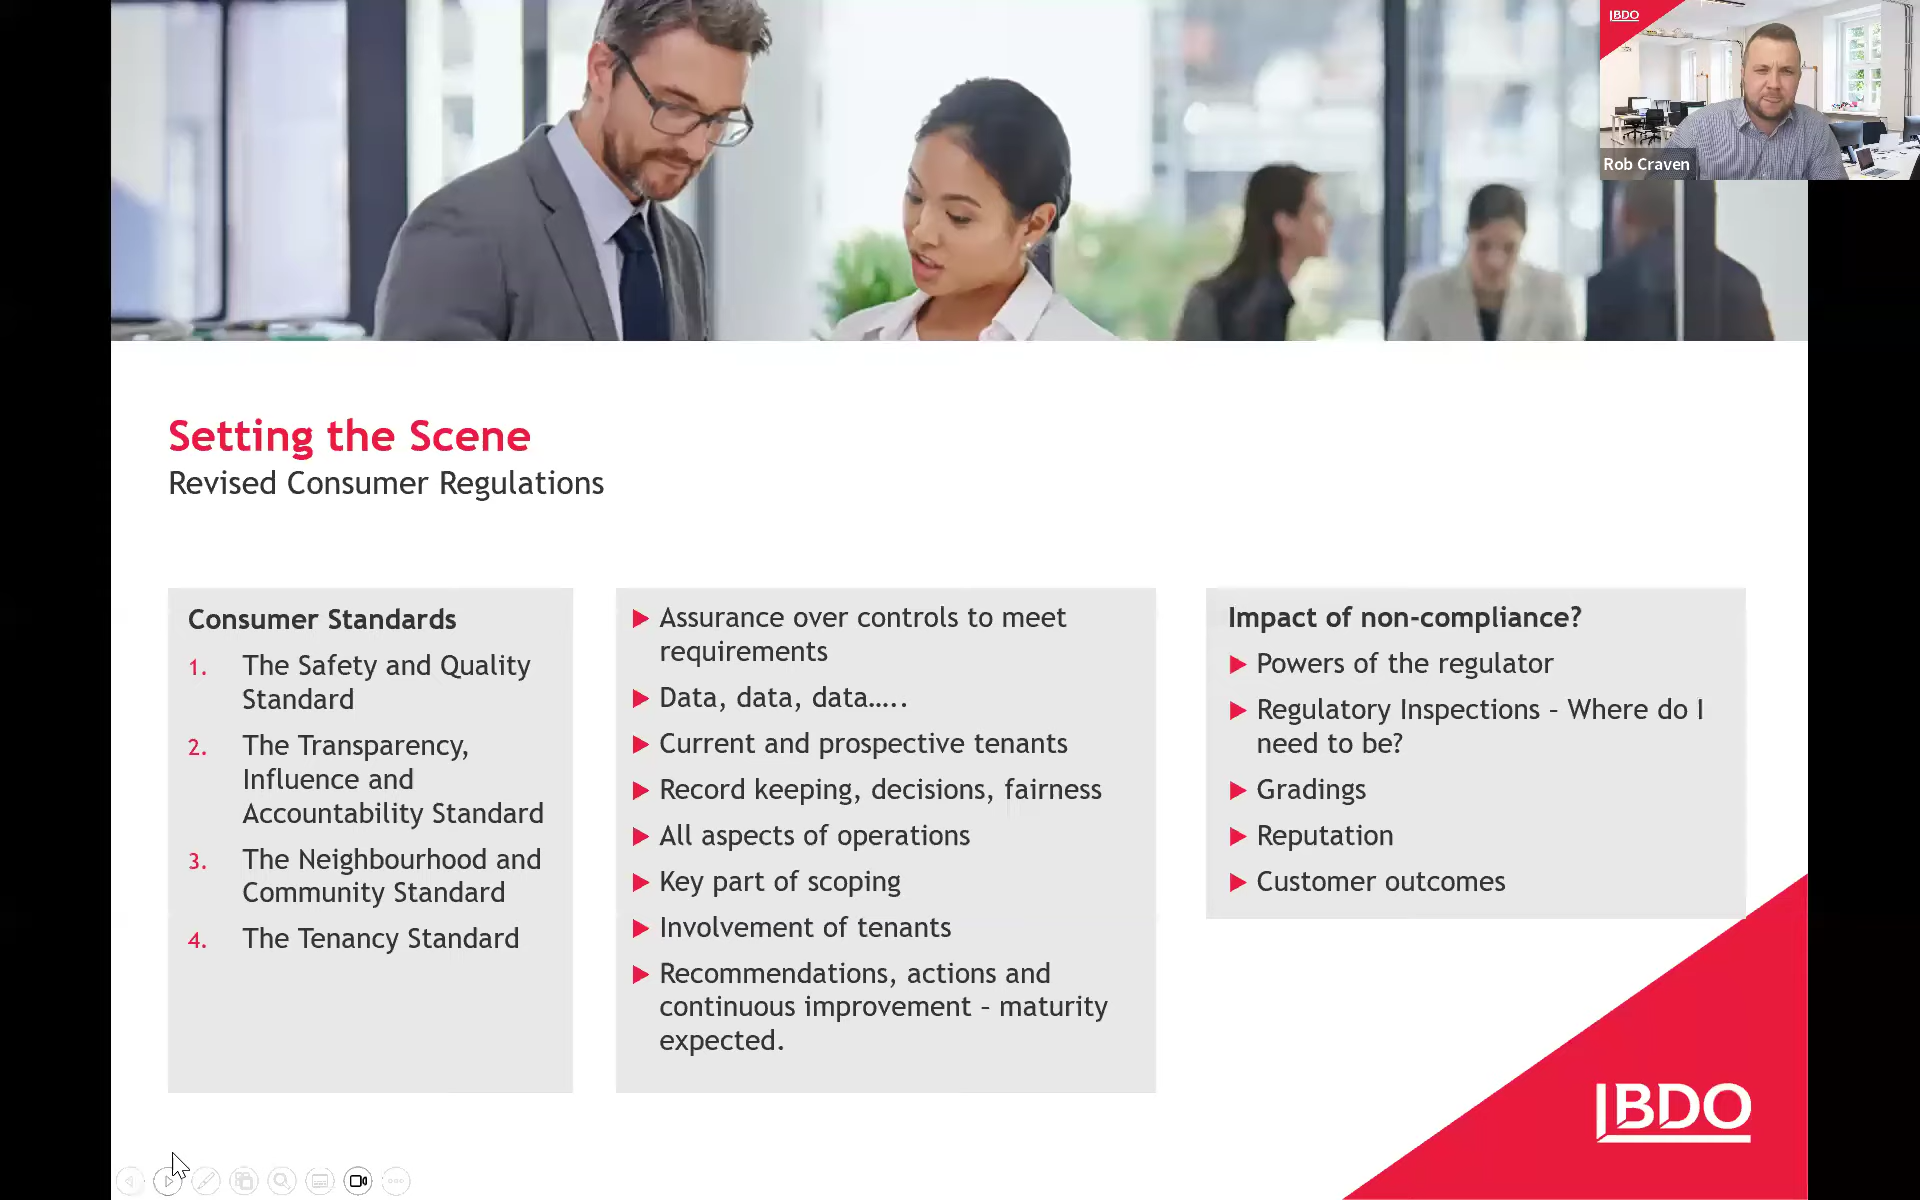 BDO
Rob Craven
Setting the Scene
Revised Consumer Regulations
Consumer Standards
1. The Safety and Quality
Standard
2. The Transparency,
Influence and
Accountability Standard
3. The Neighbourhood and
Community Standard
4. The Tenancy Standard
Assurance over controls to meet
requirements
Data, data, data…..
Current and prospective tenants
Record keeping, decisions, fairness
All aspects of operations
Key part of scoping
Involvement of tenants
Recommendations, actions and
continuous improvement – maturity
expected.
Impact of non-compliance?
Powers of the regulator
Regulatory Inspections – Where do I
need to be?
Gradings
Reputation
Customer outcomes
BDO